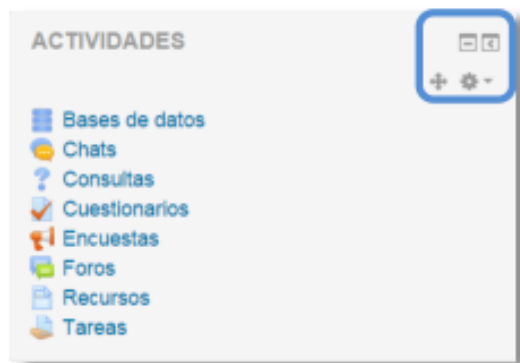 ACTIVIDADES
Bases de datos
Chats
Consultas
Cuestionarios
Encuestas
Foros
Recursos
Tareas